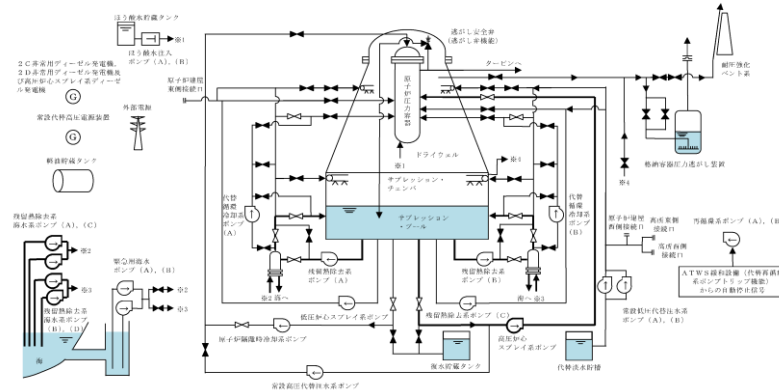 ほう酸水貯蔵タンク
※1
ほう酸水注入
ポンプ(A),(B)
2C非常用ディーゼル発電機,
2D非常用ディーゼル発電機及
び高圧炉心スプレイ系ディーゼ
ル発電機
G
外部電源
常設代替高圧電源装置
G
軽油貯蔵タンク
残留熱除去系
海水系ポンプ(A),(C)
※2
※3
緊急用海水
ポンプ(A),(B)
※2
※3
残留熱除去系
海水系ポンプ
(B),(D)
海
原子炉建屋
東側接続口
逃がし安全弁
(逃がし弁機能)
タービンへ
原子炉圧力容器
ドライウェル
※1
※4
サプレッション・
チェンバ
サプレッション
・プール
代替
循環
冷却系
ポンプ
(A)
代替
循環
冷却系
ポンプ
(B)
残留熱除去系
ポンプ(A)
残留熱除去系
ポンプ(B)
※2 海へ
海へ ※3
低圧炉心スプレイ系ポンプ
残留熱除去系ポンプ(C)
原子炉隔離時冷却系ポンプ
高圧炉心
スプレイ系ポンプ
復水貯蔵タンク
代替淡水貯槽
常設高圧代替注水系ポンプ
耐圧強化
ベント系
格納容器圧力逃がし装置
※4
原子炉建屋
西側接続口
高所東側
接続口
高所西側
接続口
常設低圧代替注水系
ポンプ(A),(B)
再循環系ポンプ(A),(B)
ATWS緩和設備(代替再循環
系ポンプトリップ機能)
からの自動停止信号